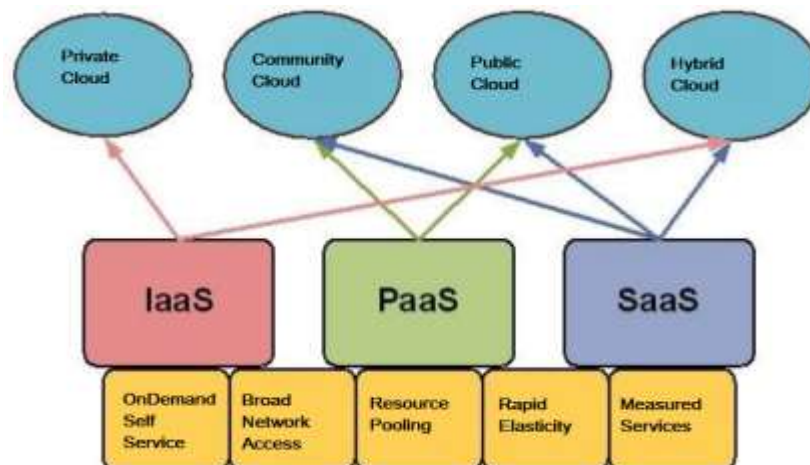 Private
Cloud
Community
Cloud
Public
Cloud
Hybrid
Cloud
IaaS
PaaS
SaaS
OnDemand
Self
Service
Broad
Network
Access
Resource
Pooling
Rapid
Elasticity
Measured
Services